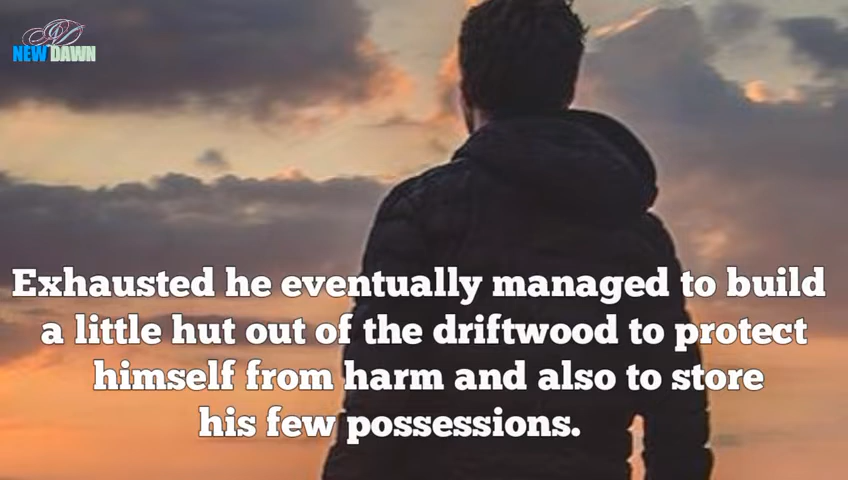 NEW DAWN
Exhausted he eventually managed to build
a little hut out of the driftwood to protect
himself from harm and also to store
his few possessions.